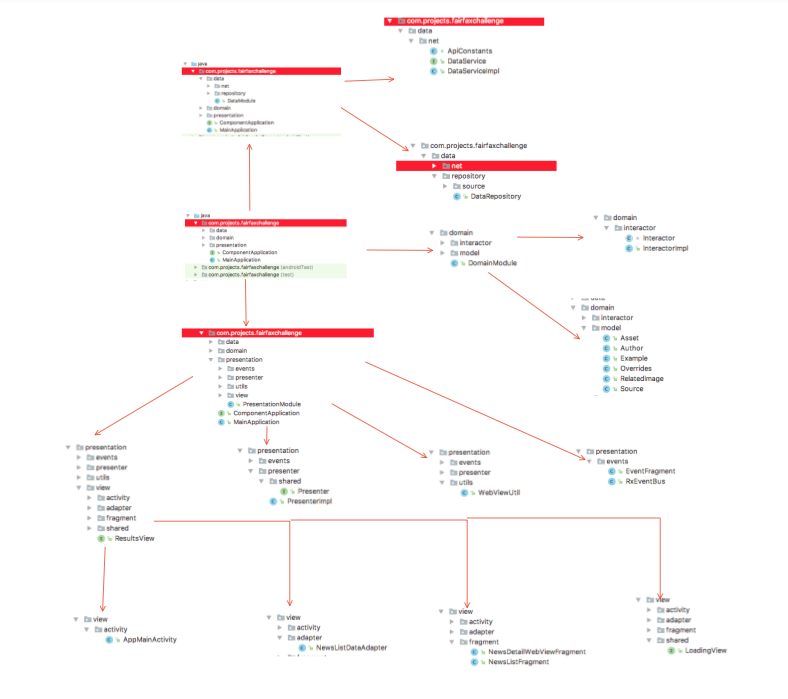 com.projects.fairfaxchallenge
data
net
ApiConstants
DataService
DataServiceImpl
java
com.projects.fairfaxchallenge
data
net
repository
DataModule
domain
presentation
ComponentApplication
MainApplication
com.projects.fairfaxchallenge
data
net
repository
source
DataRepository
java
com.projects.fairfaxchallenge
data
domain
presentation
ComponentApplication
MainApplication
com.projects.fairfaxchallenge (androidTest)
com.projects.fairfaxchallenge (test)
domain
interactor
model
DomainModule
domain
interactor
Interactor
InteractorImpl
domain
interactor
model
Asset
Author
Example
Overrides
RelatedImage
Source
com.projects.fairfaxchallenge
data
domain
presentation
events
presenter
utils
view
PresentationModule
ComponentApplication
MainApplication
presentation
events
presenter
utils
view
activity
adapter
fragment
shared
ResultsView
presentation
events
presenter
shared
Presenter
PresenterImpl
presentation
events
presenter
utils
WebViewUtil
presentation
events
EventFragment
RxEventBus
view
activity
AppMainActivity
view
activity
adapter
NewsListDataAdapter
view
activity
adapter
fragment
NewsDetailWebViewFragment
NewsListFragment
view
activity
adapter
fragment
shared
LoadingView